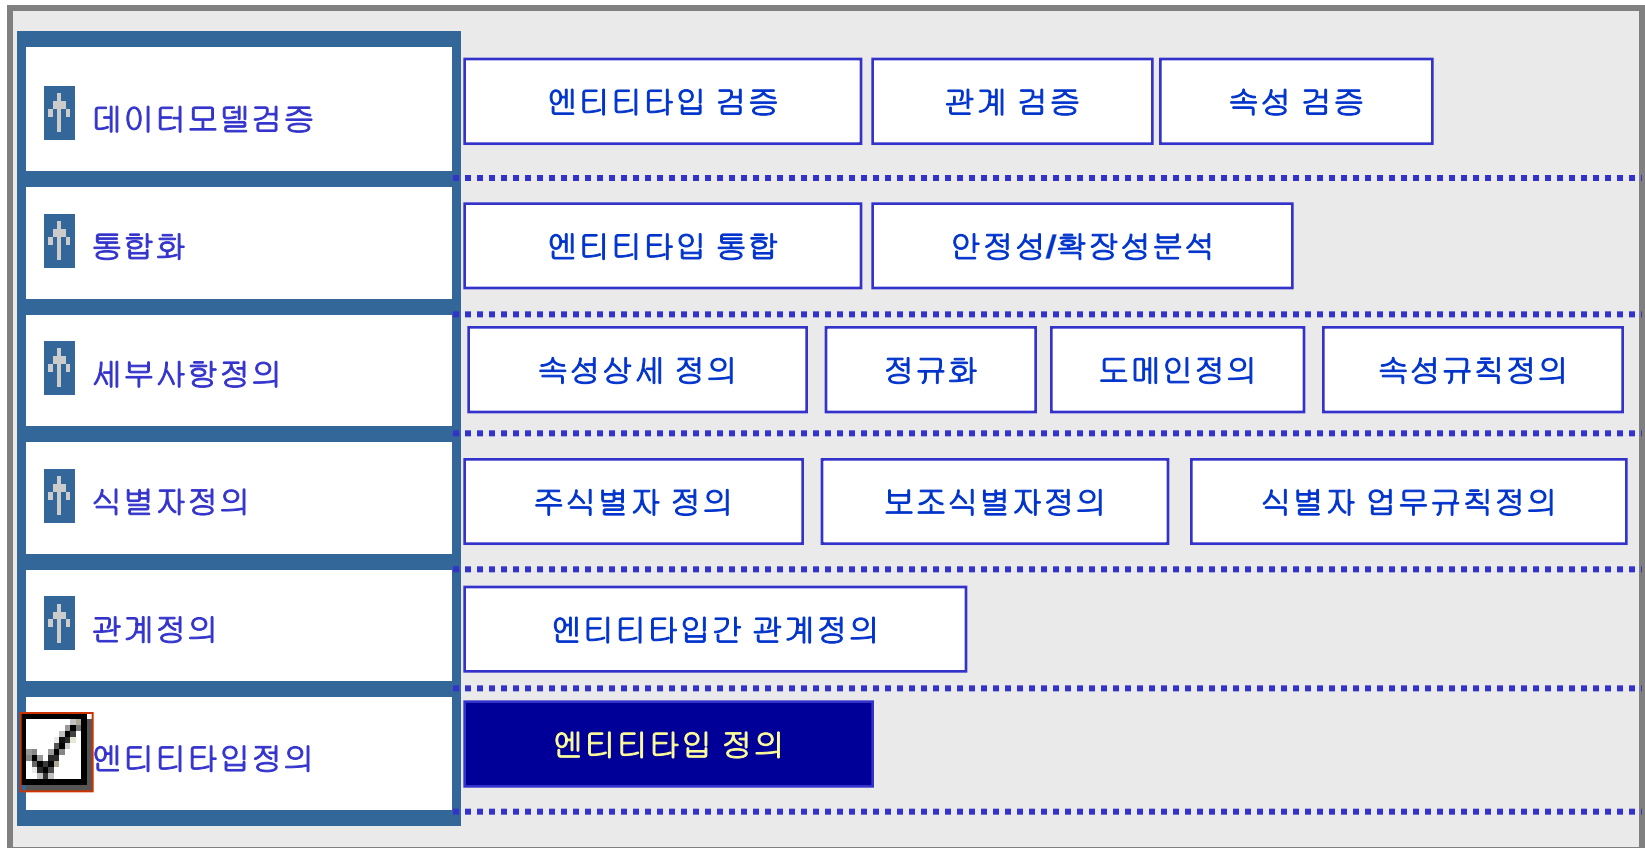 데이터모델검증
엔티티타입 검증
관계 검증
속성 검증
통합화
엔티티타입 통합
안정성/확장성분석
세부사항정의
속성상세 정의
정규화
도메인정의
속성규칙정의
식별자정의
주식별자 정의
보조식별자정의
식별자 업무규칙정의
관계정의
엔티티타입간 관계정의
엔티티타입정의
엔티티타입 정의